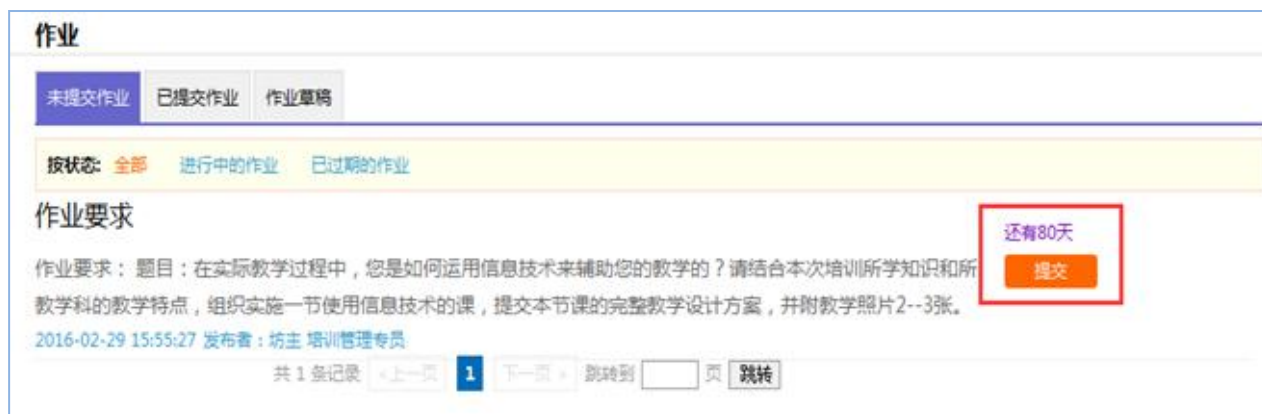 作业
未提交作业 已提交作业 作业草稿
按状态: 全部 进行中的作业 已过期的作业
作业要求
还有80天
作业要求：题目：在实际教学过程中，您是如何运用信息技术来辅助您的教学的？请结合本次培训所学知识和所
提交
教学科的教学特点，组织实施一节使用信息技术的课，提交本节课的完整教学设计方案，并附教学照片2--3张。
2016-02-29 15:55:27 发布者：坊主 培训管理专员
共 1 条记录 «上一页 1 下一页 » 跳转到 页 跳转